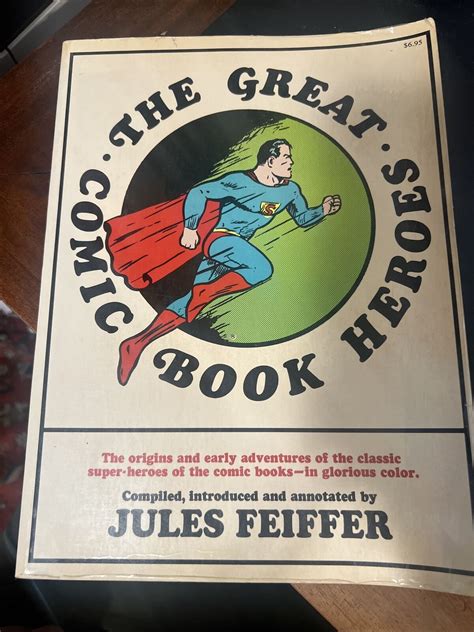 $6.95
· THE GREAT ·
COMIC BOOK HEROES
S
The origins and early adventures of the classic
super-heroes of the comic books—in glorious color.
Compiled, introduced and annotated by
JULES FEIFFER